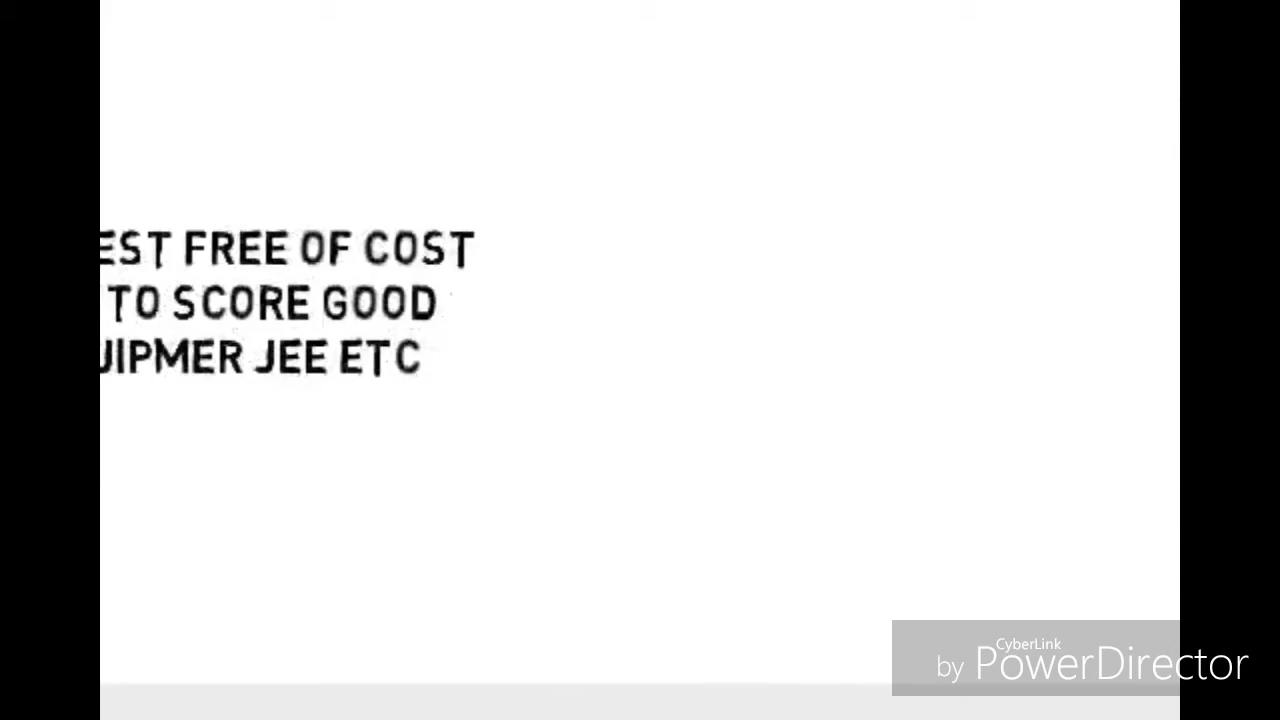 EST FREE OF COST
TO SCORE GOOD
JIPMER JEE ETC
CyberLink
by PowerDirector